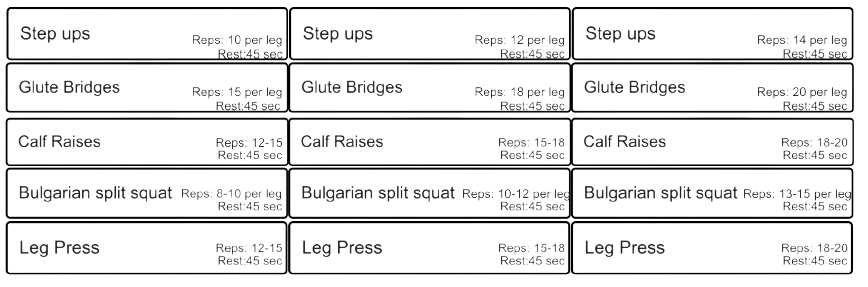 Step ups
Reps: 10 per leg
Rest:45 sec
Step ups
Reps: 12 per leg
Rest:45 sec
Step ups
Reps: 14 per leg
Rest:45 sec
Glute Bridges
Reps: 15 per leg
Rest:45 sec
Glute Bridges
Reps: 18 per leg
Rest:45 sec
Glute Bridges
Reps: 20 per leg
Rest:45 sec
Calf Raises
Reps: 12-15
Rest:45 sec
Calf Raises
Reps: 15-18
Rest:45 sec
Calf Raises
Reps: 18-20
Rest:45 sec
Bulgarian split squat Reps: 8-10 per leg
Rest:45 sec
Bulgarian split squat Reps: 10-12 per leg
Rest:45 sec
Bulgarian split squat Reps: 13-15 per leg
Rest:45 sec
Leg Press
Reps: 12-15
Rest:45 sec
Leg Press
Reps: 15-18
Rest:45 sec
Leg Press
Reps: 18-20
Rest:45 sec